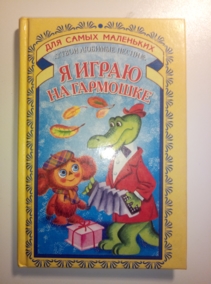 ДЛЯ САМЫХ МАЛЕНЬКИХ
Я ИГРАЮ
НА ГАРМОШКЕ